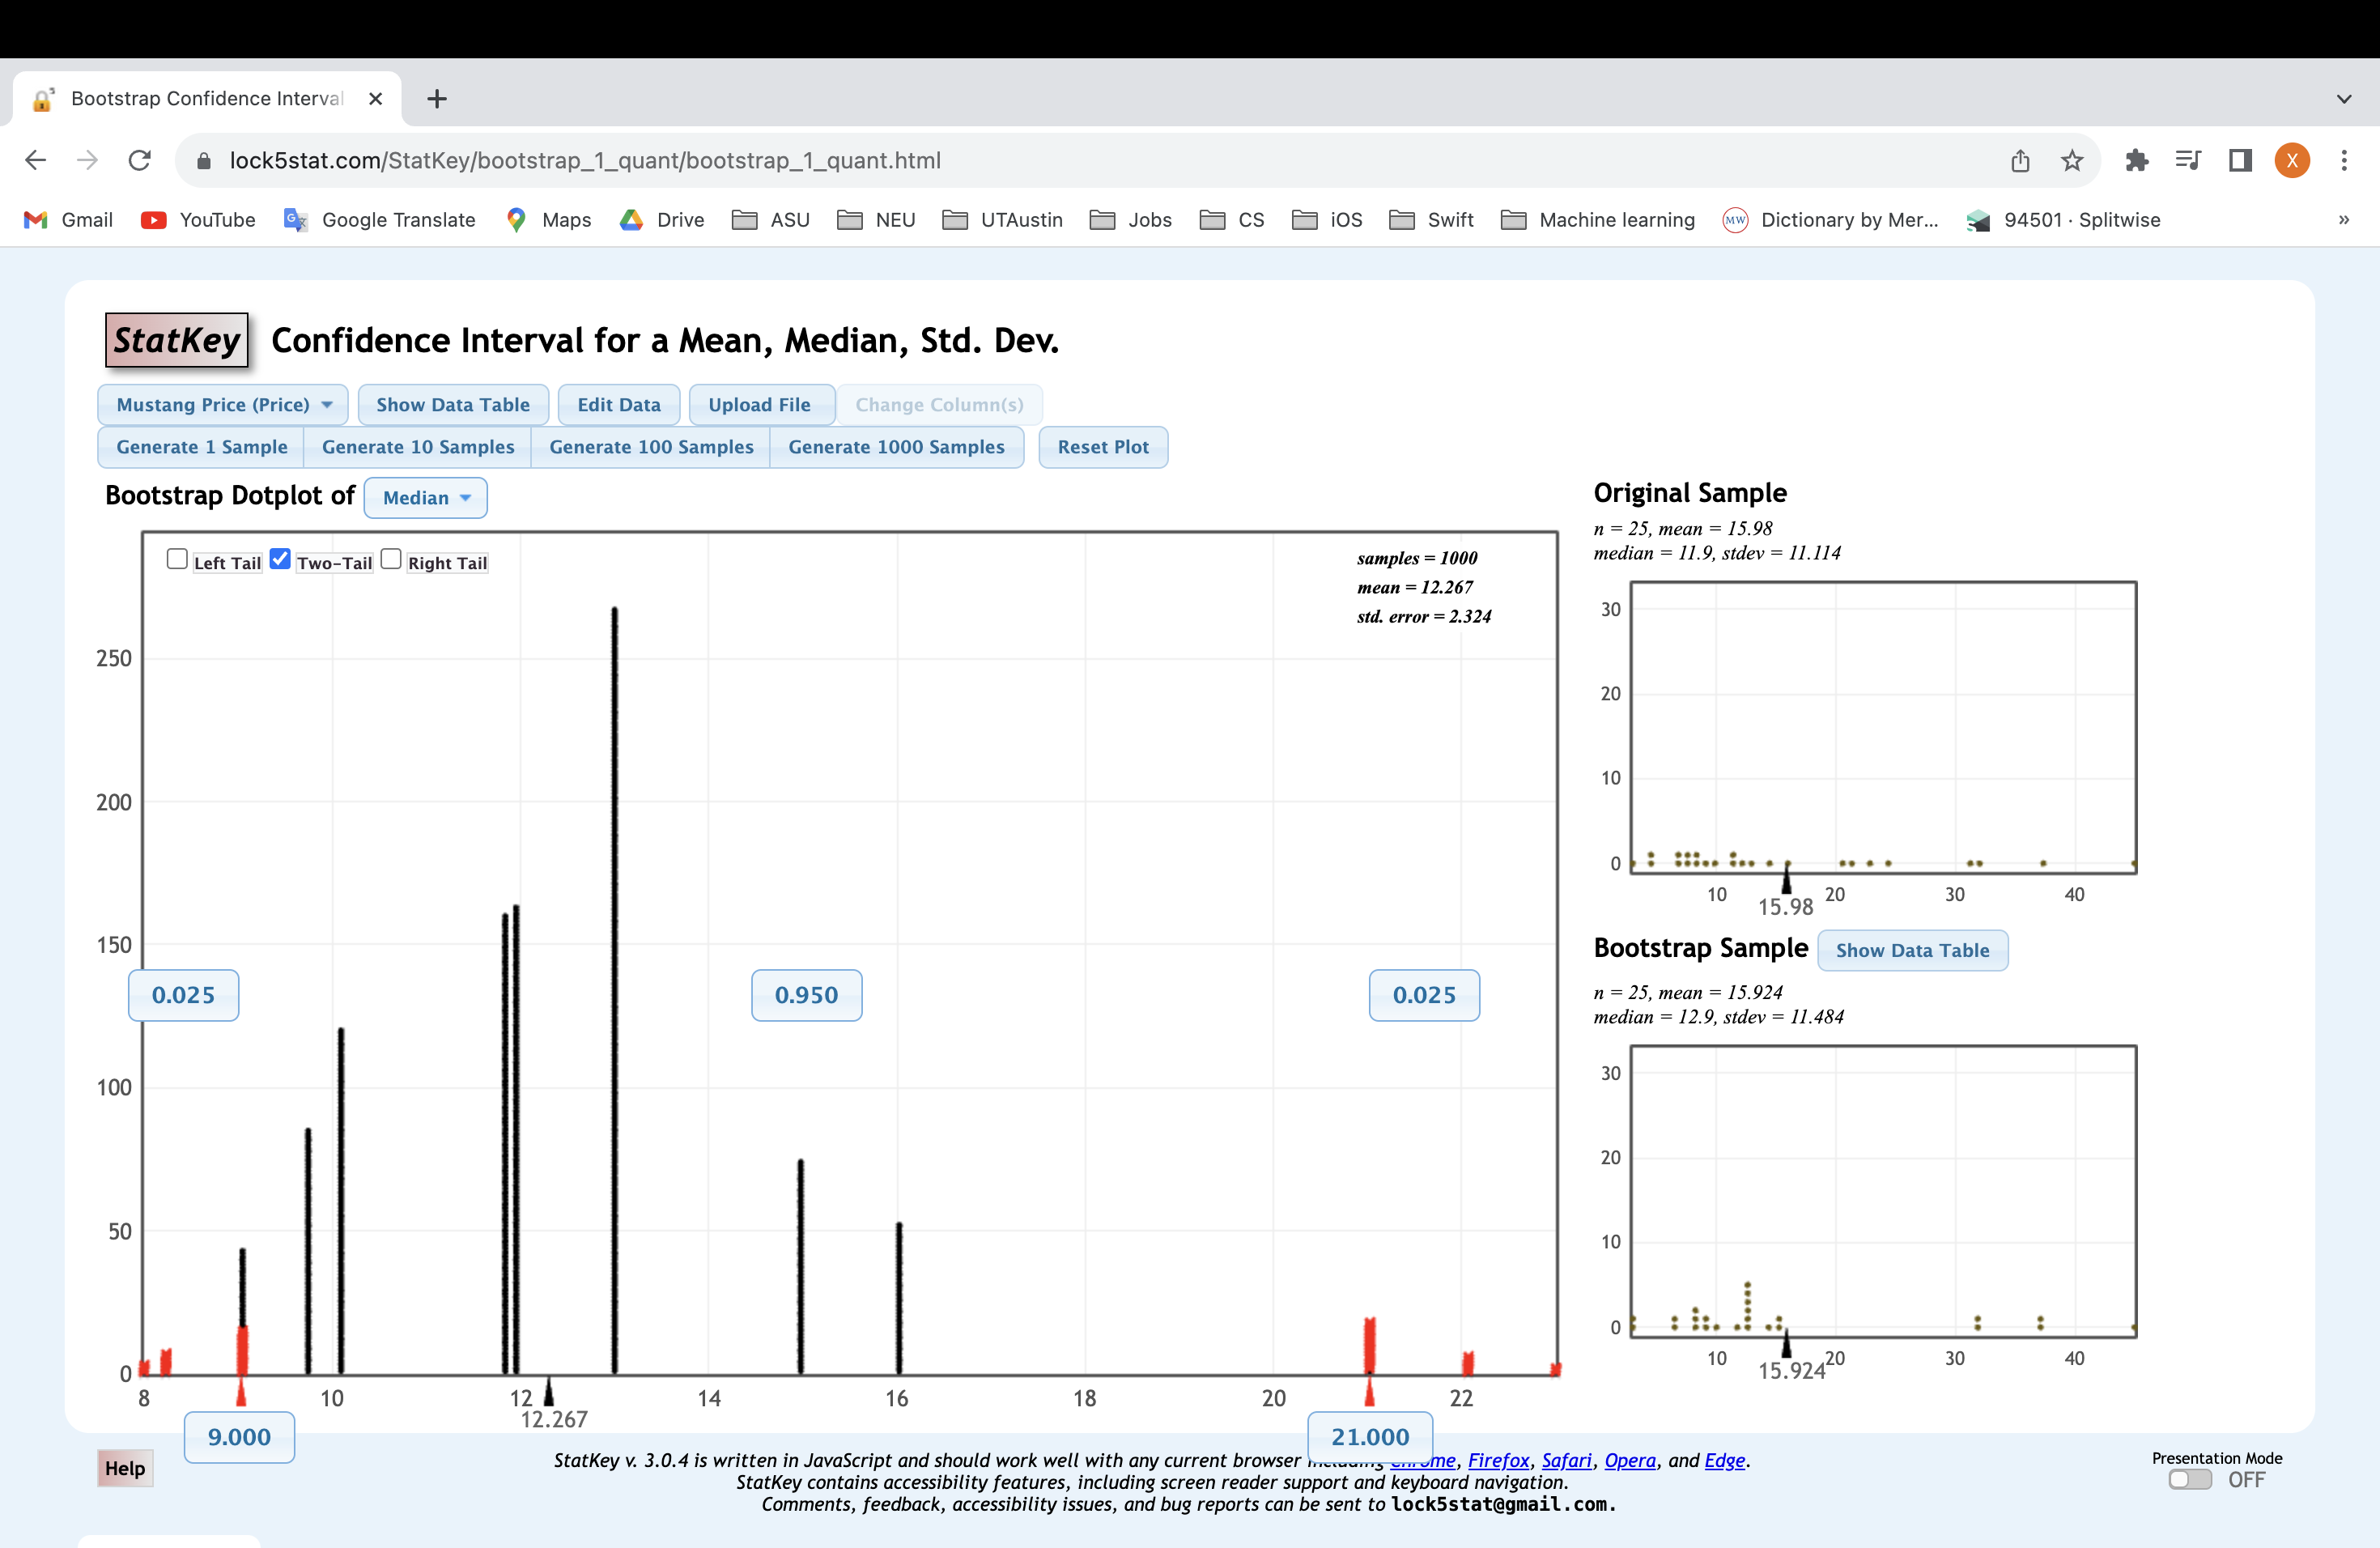 Bootstrap Confidence Interval
lock5stat.com/StatKey/bootstrap_1_quant/bootstrap_1_quant.html
X
Gmail YouTube Google Translate Maps Drive ASU NEU UTAustin Jobs CS iOS Swift Machine learning MW Dictionary by Mer... 94501 · Splitwise »
StatKey Confidence Interval for a Mean, Median, Std. Dev.
Mustang Price (Price) Show Data Table Edit Data Upload File Change Column(s)
Generate 1 Sample Generate 10 Samples Generate 100 Samples Generate 1000 Samples Reset Plot
Bootstrap Dotplot of Median
Left Tail Two-Tail Right Tail
samples = 1000
mean = 12.267
std. error = 2.324
250
200
150
100
50
0
0.025 0.950 0.025
8 10 12 14 16 18 20 22
12.267
9.000 21.000
Original Sample
n = 25, mean = 15.98
median = 11.9, stdev = 11.114
30
20
10
0
10 20 30 40
15.98
Bootstrap Sample Show Data Table
n = 25, mean = 15.924
median = 12.9, stdev = 11.484
30
20
10
0
10 20 30 40
15.924
Help
StatKey v. 3.0.4 is written in JavaScript and should work well with any current browser Firefox, Safari, Opera, and Edge.
StatKey contains accessibility features, including screen reader support and keyboard navigation.
Comments, feedback, accessibility issues, and bug reports can be sent to lock5stat@gmail.com.
Presentation Mode
OFF